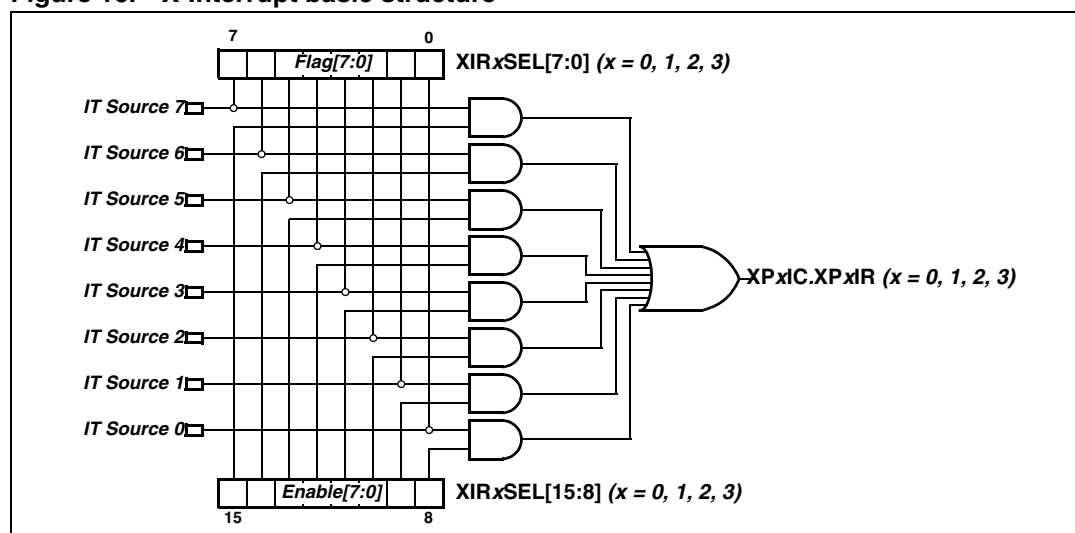 Figure X-Interrupt basic structure
7 0
Flag[7:0] XIRxSEL[7:0] (x = 0, 1, 2, 3)
IT Source 7
IT Source 6
IT Source 5
IT Source 4
IT Source 3
XPxIC.XPxIR (x = 0, 1, 2, 3)
IT Source 2
IT Source 1
IT Source 0
Enable[7:0] XIRxSEL[15:8] (x = 0, 1, 2, 3)
15 8